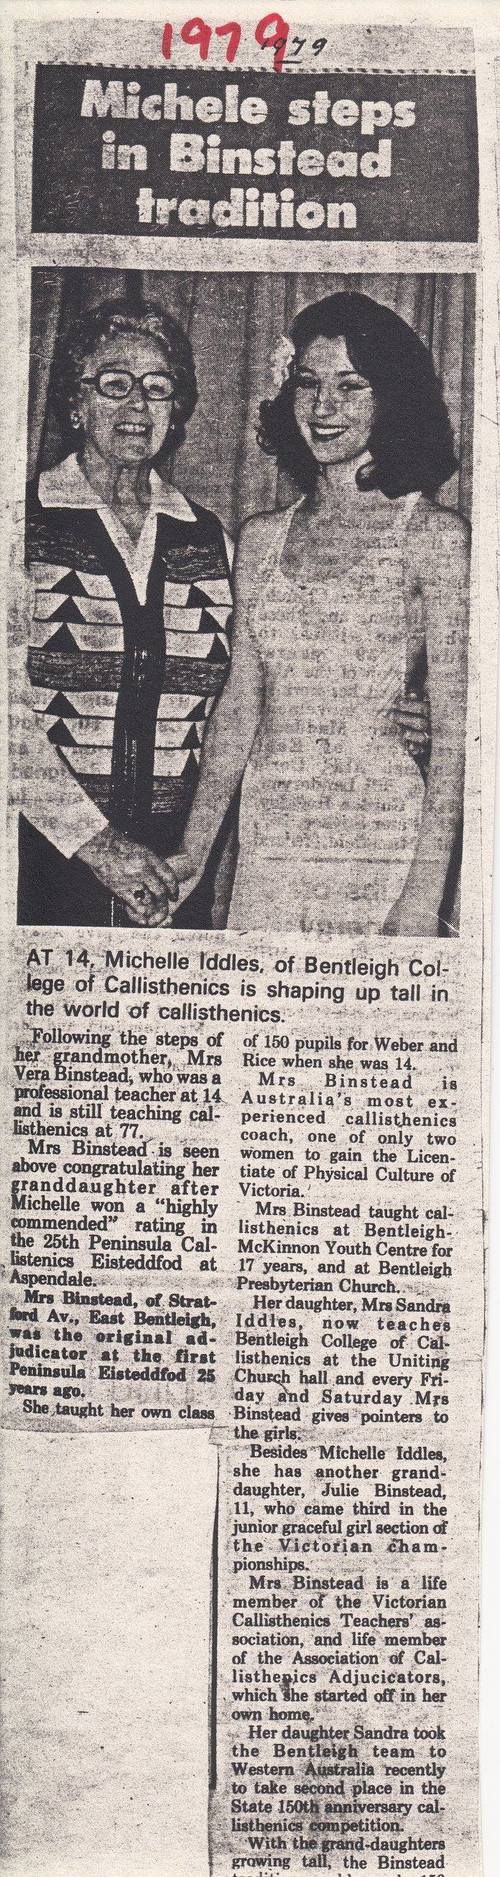 1979
1979
Michele steps
in Binstead
tradition
AT 14, Michelle Iddles, of Bentleigh Col-
lege of Callisthenics is shaping up tall in
the world of callisthenics.
Following the steps of
her grandmother, Mrs
Vera Binstead, who was a
professional teacher at 14
and is still teaching cal-
listhenics at 77.
Mrs Binstead is seen
above congratulating her
granddaughter after
Michelle won a "highly
commended" rating in
the 25th Peninsula Cal-
listenics Eisteddfod at
Aspendale.
Mrs Binstead, of Strat-
ford Av., East Bentleigh,
was the original ad-
judicator at the first
Peninsula Eisteddfod 25
years ago.
She taught her own class
of 150 pupils for Weber and
Rice when she was 14.
Mrs Binstead is
Australia's most ex-
perienced callisthenics
coach, one of only two
women to gain the Licen-
tiate of Physical Culture of
Victoria.
Mrs Binstead taught cal-
listhenics at Bentleigh-
McKinnon Youth Centre for
17 years, and at Bentleigh
Presbyterian Church.
Her daughter, Mrs Sandra
Iddles, now teaches
Bentleigh College of Cal-
listhenics at the Uniting
Church hall and every Fri-
day and Saturday Mrs
Binstead gives pointers to
the girls.
Besides Michelle Iddles,
she has another grand-
daughter, Julie Binstead,
11, who came third in the
junior graceful girl section of
the Victorian cham-
pionships.
Mrs Binstead is a life
member of the Victorian
Callisthenics Teachers' as-
sociation, and life member
of the Association of Cal-
listhenics Adjucicators,
which she started off in her
own home.
Her daughter Sandra took
the Bentleigh team to
Western Australia recently
to take second place in the
State 150th anniversary cal-
listhenics competition.
With the grand-daughters
growing tall, the Binstead